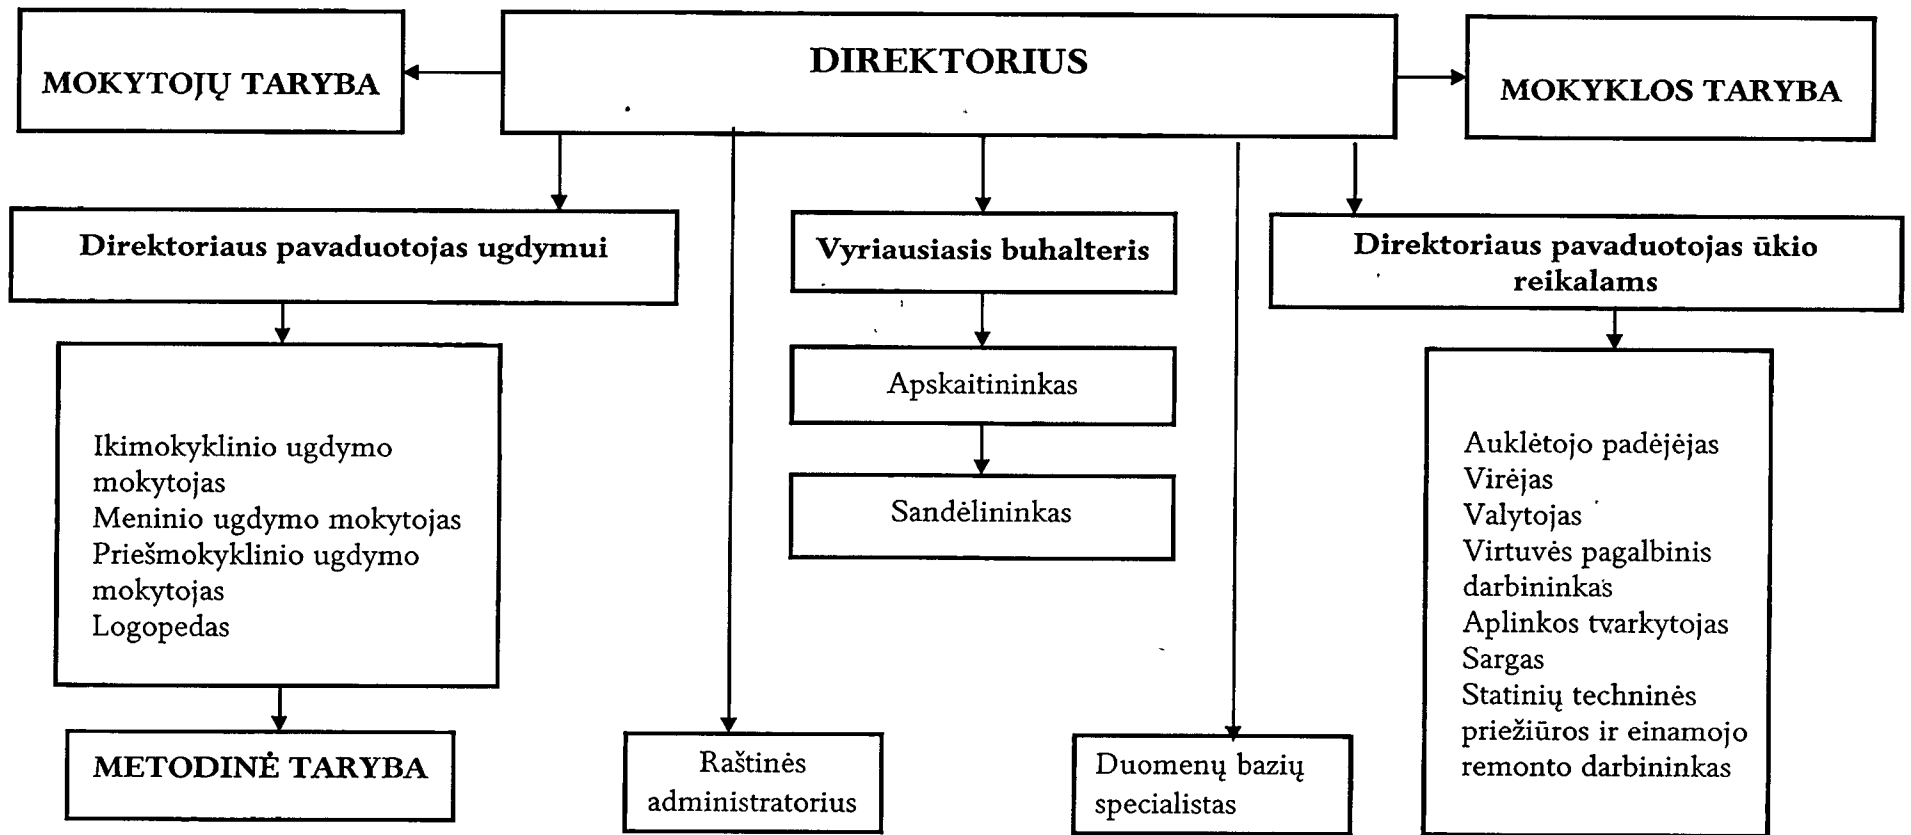 MOKYTOJŲ TARYBA
DIREKTORIUS
MOKYKLOS TARYBA
Direktoriaus pavaduotojas ugdymui
Vyriausiasis buhalteris
Direktoriaus pavaduotojas ūkio
reikalams
Ikimokyklinio ugdymo
mokytojas
Meninio ugdymo mokytojas
Priešmokyklinio ugdymo
mokytojas
Logopedas
METODINĖ TARYBA
Raštinės
administratorius
Apskaitininkas
Sandėlininkas
Duomenų bazių
specialistas
Auklėtojo padėjėjas
Virėjas
Valytojas
Virtuvės pagalbinis
darbininkas
Aplinkos tvarkytojas
Sargas
Statinių techninės
priežiūros ir einamojo
remonto darbininkas